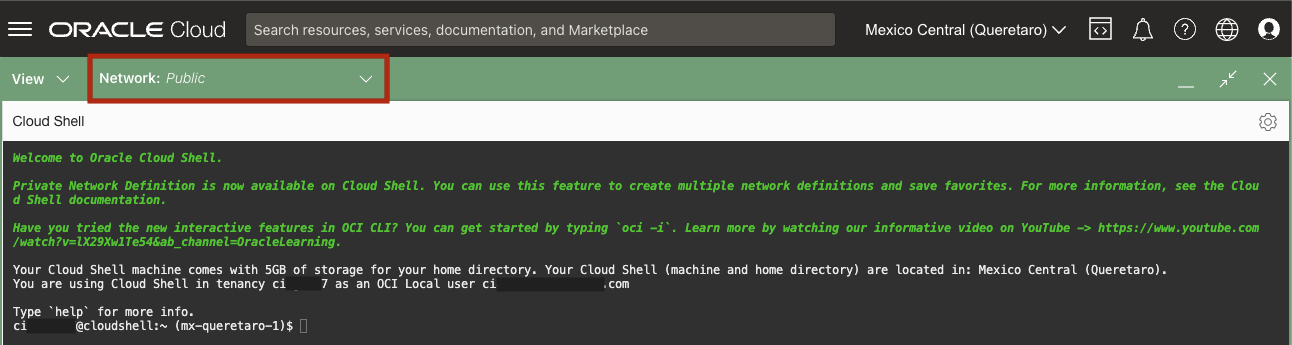 ORACLE Cloud
Search resources, services, documentation, and Marketplace
Mexico Central (Queretaro)
View
Network: Public
Cloud Shell
Welcome to Oracle Cloud Shell.
Private Network Definition is now available on Cloud Shell. You can use this feature to create multiple network definitions and save favorites. For more information, see the Clou
d Shell documentation.
Have you tried the new interactive features in OCI CLI? You can get started by typing `oci -i`. Learn more by watching our informative video on YouTube -> https://www.youtube.com
/watch?v=lX29Xw1Te54&ab_channel=OracleLearning.
Your Cloud Shell machine comes with 5GB of storage for your home directory. Your Cloud Shell (machine and home directory) are located in: Mexico Central (Queretaro).
You are using Cloud Shell in tenancy ci 7 as an OCI Local user ci .com
Type `help` for more info.
ci @cloudshell:~ (mx-queretaro-1)$